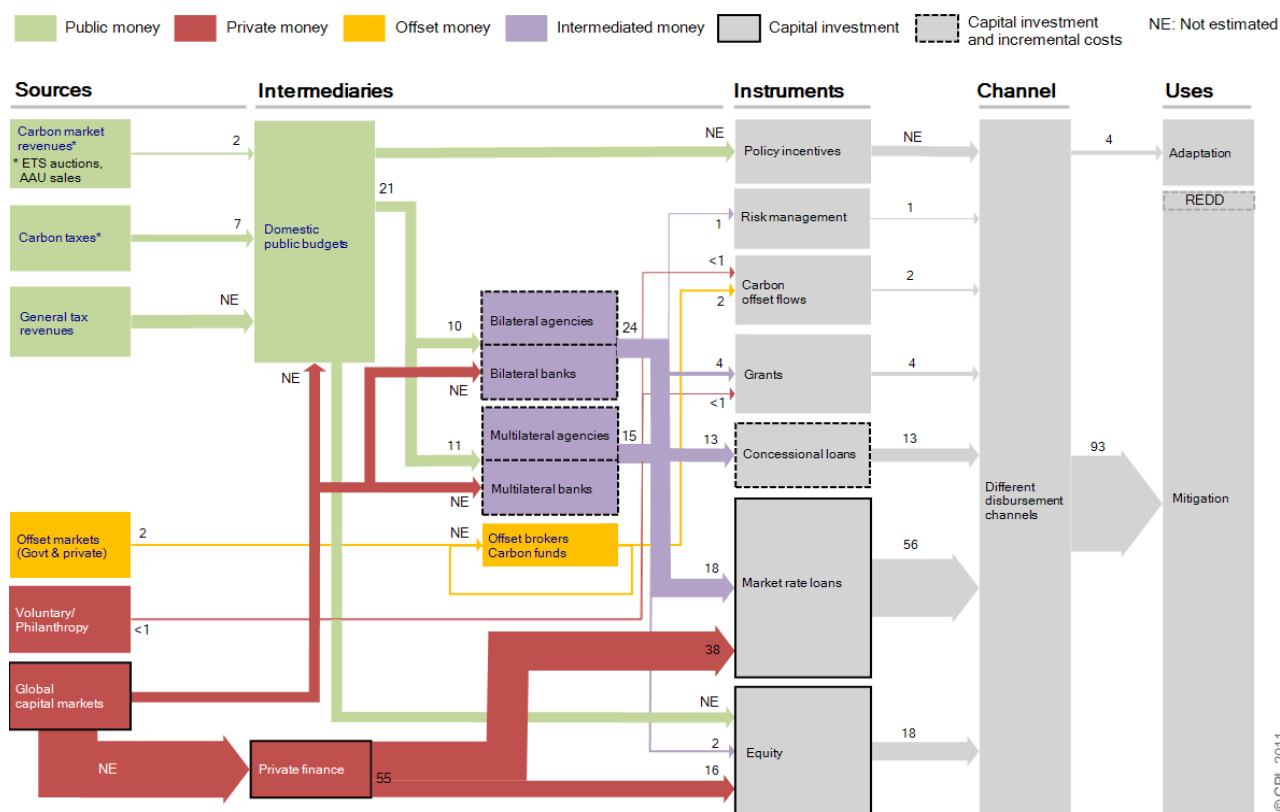 Public money
Private money
Offset money
Intermediated money
Capital investment
Capital investment
and incremental costs
NE: Not estimated
Sources
Intermediaries
Instruments
Channel
Uses
Carbon market
revenues*
* ETS auctions,
AAU sales
2
Carbon taxes*
7
General tax
revenues
NE
Domestic
public budgets
21
NE
NE
10
Bilateral agencies
24
Bilateral banks
NE
11
Multilateral agencies
15
Multilateral banks
NE
Offset markets
(Govt & private)
2
NE
Offset brokers
Carbon funds
Voluntary/
Philanthropy
<1
Global
capital markets
NE
Private finance
55
Policy incentives
NE
1
Risk management
1
<1
2
Carbon
offset flows
2
4
<1
Grants
4
13
Concessional loans
13
18
38
Market rate loans
56
NE
2
16
Equity
18
Different
disbursement
channels
4
Adaptation
REDD
93
Mitigation
© CPI 2011